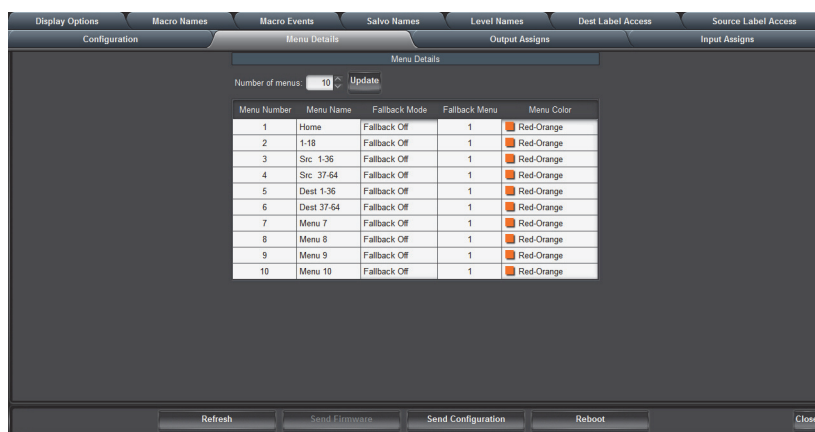 Display Options Macro Names Macro Events Salvo Names Level Names Dest Label Access Source Label Access
Configuration Menu Details Output Assigns Input Assigns
Menu Details
Number of menus: 10 Update
Menu Number Menu Name Fallback Mode Fallback Menu Menu Color
1 Home Fallback Off 1 Red-Orange
2 1-18 Fallback Off 1 Red-Orange
3 Src 1-36 Fallback Off 1 Red-Orange
4 Src 37-64 Fallback Off 1 Red-Orange
5 Dest 1-36 Fallback Off 1 Red-Orange
6 Dest 37-64 Fallback Off 1 Red-Orange
7 Menu 7 Fallback Off 1 Red-Orange
8 Menu 8 Fallback Off 1 Red-Orange
9 Menu 9 Fallback Off 1 Red-Orange
10 Menu 10 Fallback Off 1 Red-Orange
Refresh Send Firmware Send Configuration Reboot Close